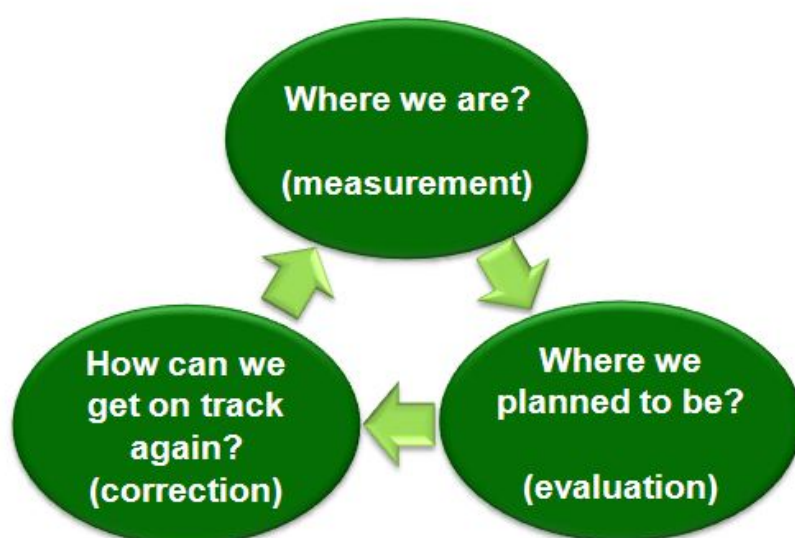 Where we are?
(measurement)
Where we
planned to be?
(evaluation)
How can we
get on track
again?
(correction)